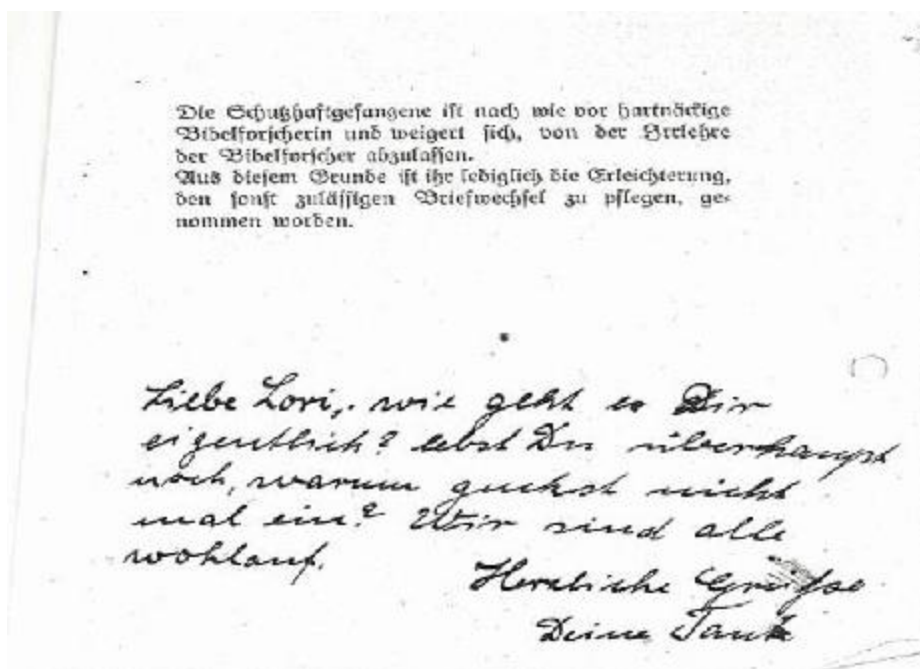 Die Schutzhaftgefangene ist nach wie vor hartnäckige
Bibelforscherin und weigert sich, von der Irrlehre
der Bibelforscher abzulassen.
Aus diesem Grunde ist ihr lediglich die Erleichterung,
den sonst zulässigen Briefwechsel zu pflegen, ge-
nommen worden.
Liebe Lori, wie geht es Dir
eigentlich? lebst Du überhaupt
noch, warum guckst nicht
mal ein? Wir sind alle
wohlauf.
Herzliche Grüße
Deine Tante